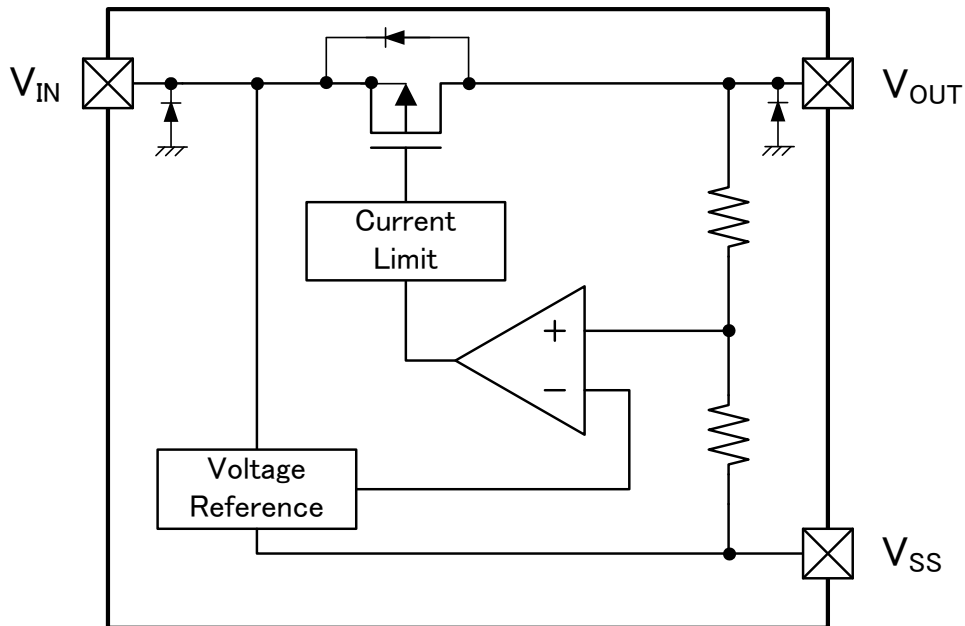 VIN
VOUT
Current
Limit
+
−
Voltage
Reference
VSS